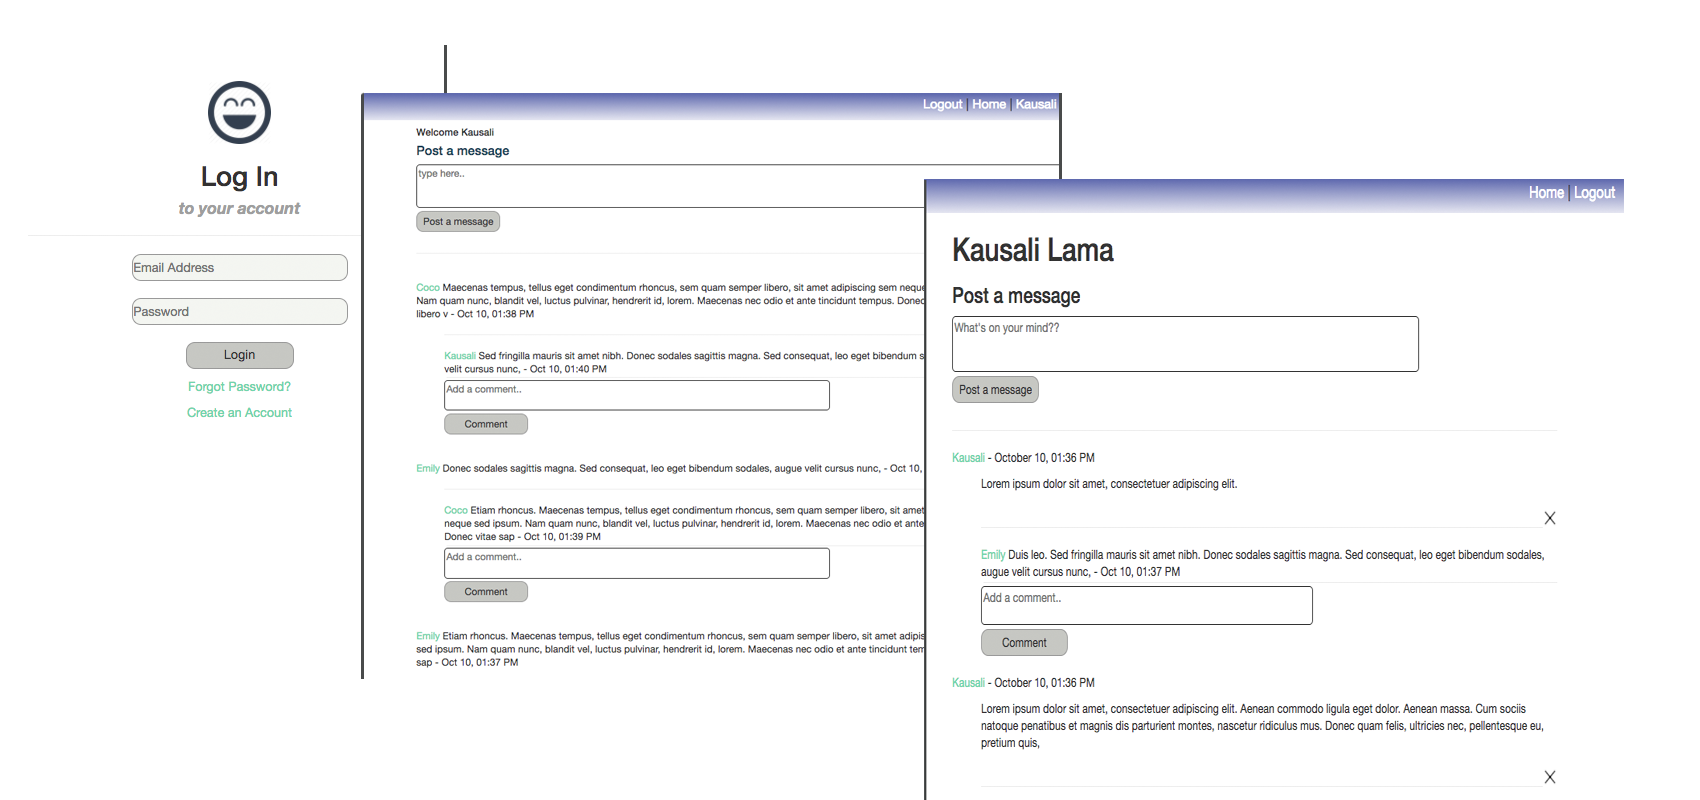 Log In
to your account
Email Address
Password
Login
Forgot Password?
Create an Account
Logout | Home | Kausali
Welcome Kausali
Post a message
type here..
Post a message
Coco Maecenas tempus, tellus eget condimentum rhoncus, sem quam semper libero, sit amet adipiscing sem neque
Nam quam nunc, blandit vel, luctus pulvinar, hendrerit id, lorem. Maecenas nec odio et ante tincidunt tempus. Donec
libero v - Oct 10, 01:38 PM
Kausali Sed fringilla mauris sit amet nibh. Donec sodales sagittis magna. Sed consequat, leo eget bibendum s
velit cursus nunc, - Oct 10, 01:40 PM
Add a comment..
Comment
Emily Donec sodales sagittis magna. Sed consequat, leo eget bibendum sodales, augue velit cursus nunc, - Oct 10,
Coco Etiam rhoncus. Maecenas tempus, tellus eget condimentum rhoncus, sem quam semper libero, sit amet
neque sed ipsum. Nam quam nunc, blandit vel, luctus pulvinar, hendrerit id, lorem. Maecenas nec odio et ante
Donec vitae sap - Oct 10, 01:39 PM
Add a comment..
Comment
Emily Etiam rhoncus. Maecenas tempus, tellus eget condimentum rhoncus, sem quam semper libero, sit amet adipis
sed ipsum. Nam quam nunc, blandit vel, luctus pulvinar, hendrerit id, lorem. Maecenas nec odio et ante tincidunt tem
sap - Oct 10, 01:37 PM
Home | Logout
Kausali Lama
Post a message
What's on your mind??
Post a message
Kausali - October 10, 01:36 PM
Lorem ipsum dolor sit amet, consectetuer adipiscing elit.
X
Emily Duis leo. Sed fringilla mauris sit amet nibh. Donec sodales sagittis magna. Sed consequat, leo eget bibendum sodales,
augue velit cursus nunc, - Oct 10, 01:37 PM
Add a comment..
Comment
Kausali - October 10, 01:36 PM
Lorem ipsum dolor sit amet, consectetuer adipiscing elit. Aenean commodo ligula eget dolor. Aenean massa. Cum sociis
natoque penatibus et magnis dis parturient montes, nascetur ridiculus mus. Donec quam felis, ultricies nec, pellentesque eu,
pretium quis,
X